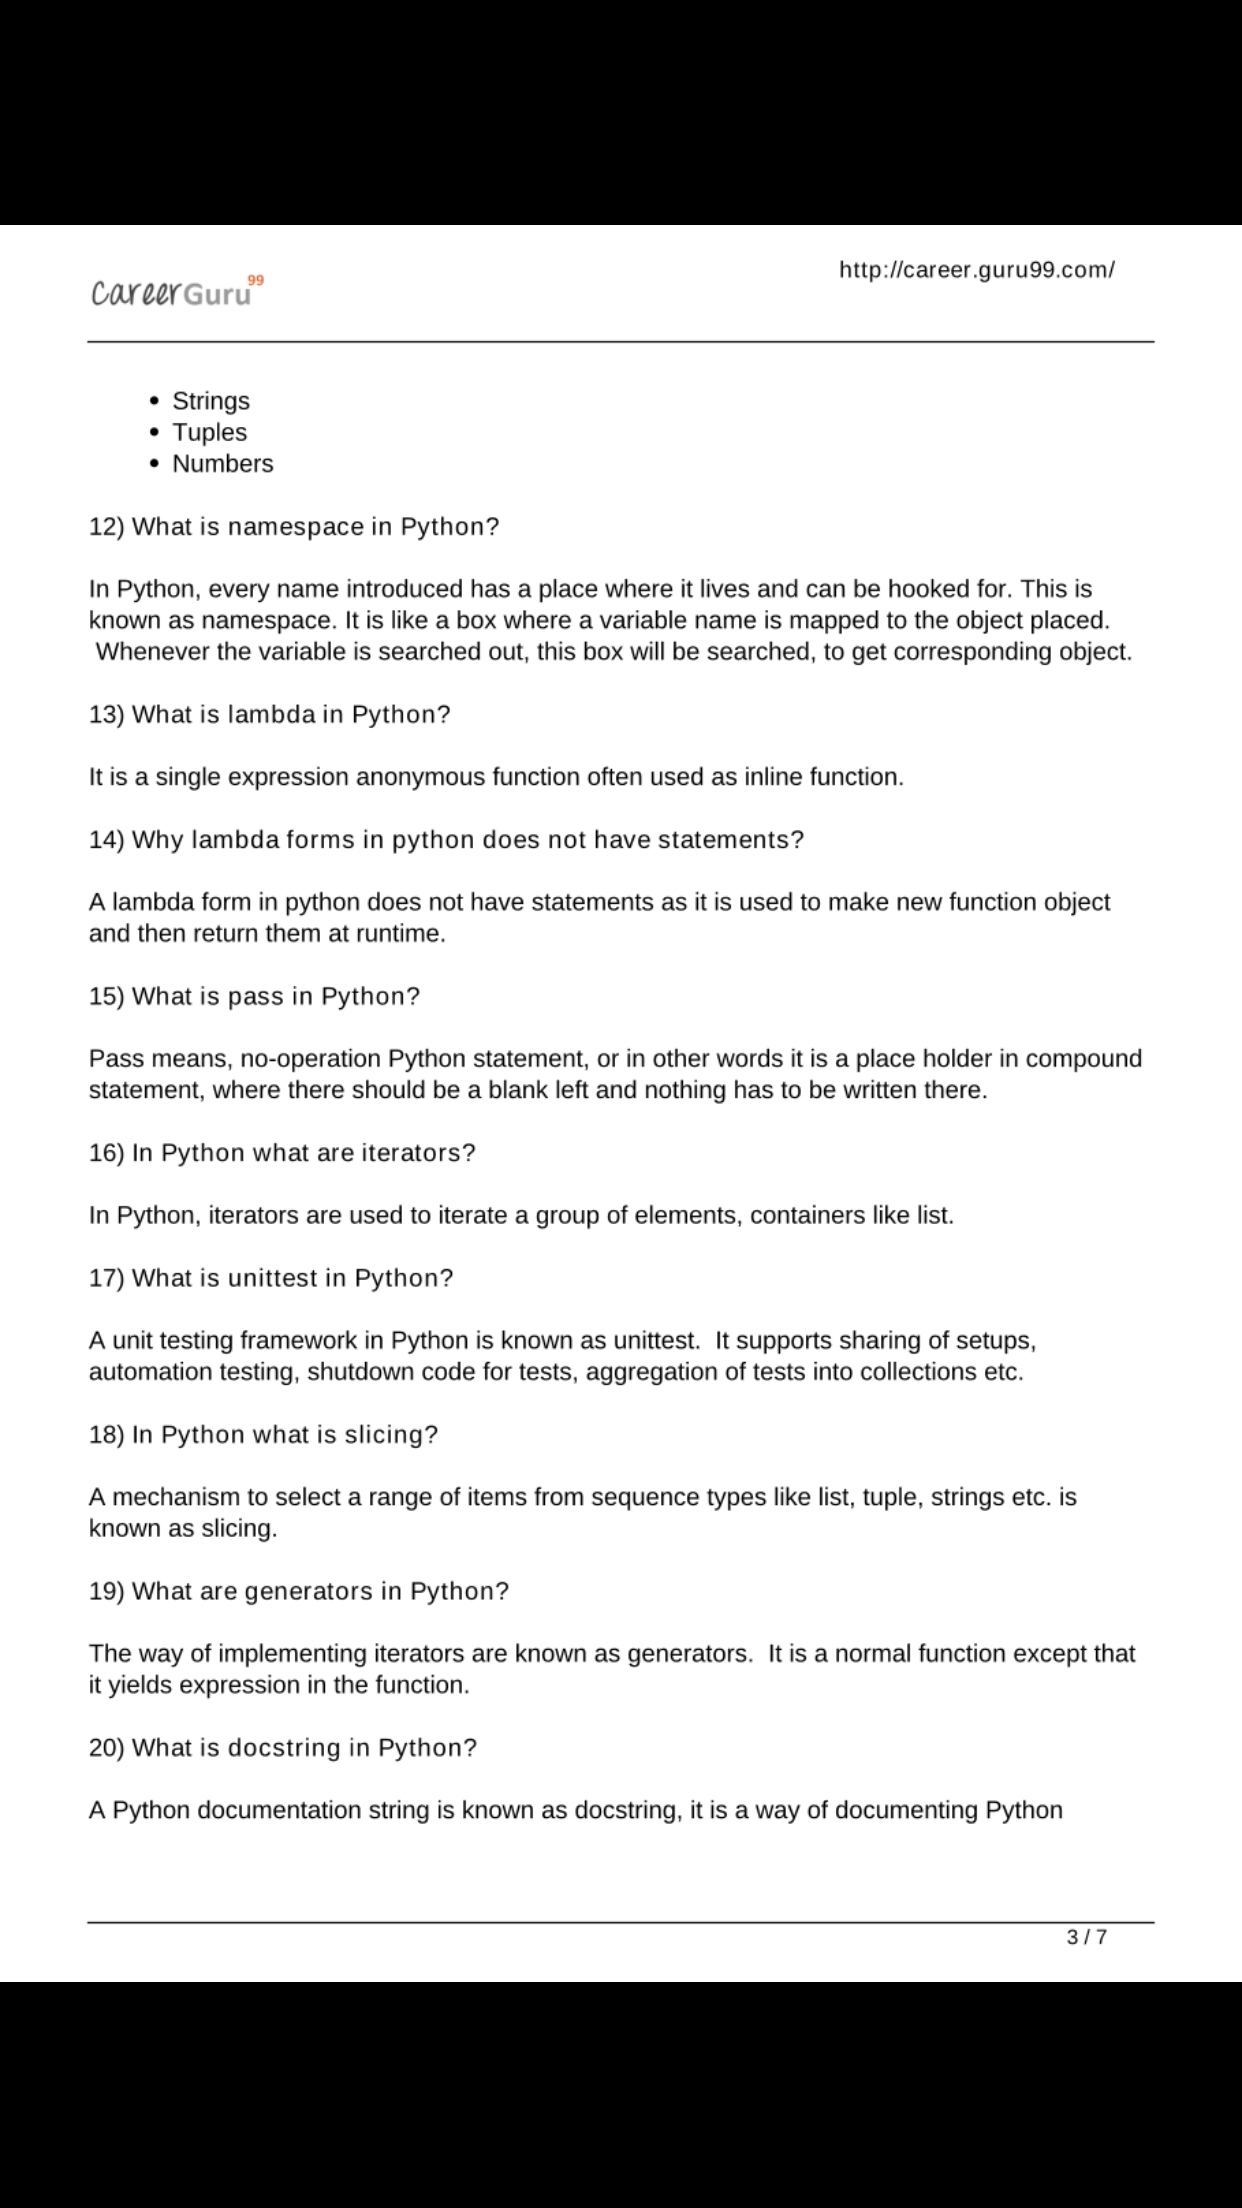 CareerGuru99
http://career.guru99.com/
• Strings
• Tuples
• Numbers
12) What is namespace in Python?
In Python, every name introduced has a place where it lives and can be hooked for. This is
known as namespace. It is like a box where a variable name is mapped to the object placed.
Whenever the variable is searched out, this box will be searched, to get corresponding object.
13) What is lambda in Python?
It is a single expression anonymous function often used as inline function.
14) Why lambda forms in python does not have statements?
A lambda form in python does not have statements as it is used to make new function object
and then return them at runtime.
15) What is pass in Python?
Pass means, no-operation Python statement, or in other words it is a place holder in compound
statement, where there should be a blank left and nothing has to be written there.
16) In Python what are iterators?
In Python, iterators are used to iterate a group of elements, containers like list.
17) What is unittest in Python?
A unit testing framework in Python is known as unittest.  It supports sharing of setups,
automation testing, shutdown code for tests, aggregation of tests into collections etc.
18) In Python what is slicing?
A mechanism to select a range of items from sequence types like list, tuple, strings etc. is
known as slicing.
19) What are generators in Python?
The way of implementing iterators are known as generators.  It is a normal function except that
it yields expression in the function.
20) What is docstring in Python?
A Python documentation string is known as docstring, it is a way of documenting Python
3 / 7